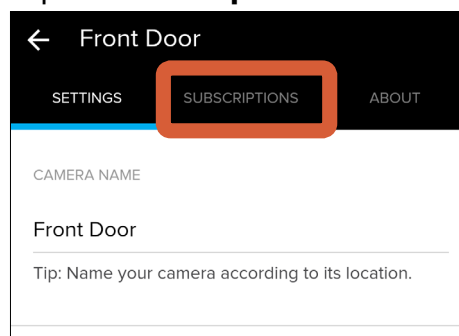 Front Door
SETTINGS SUBSCRIPTIONS ABOUT
CAMERA NAME
Front Door
Tip: Name your camera according to its location.